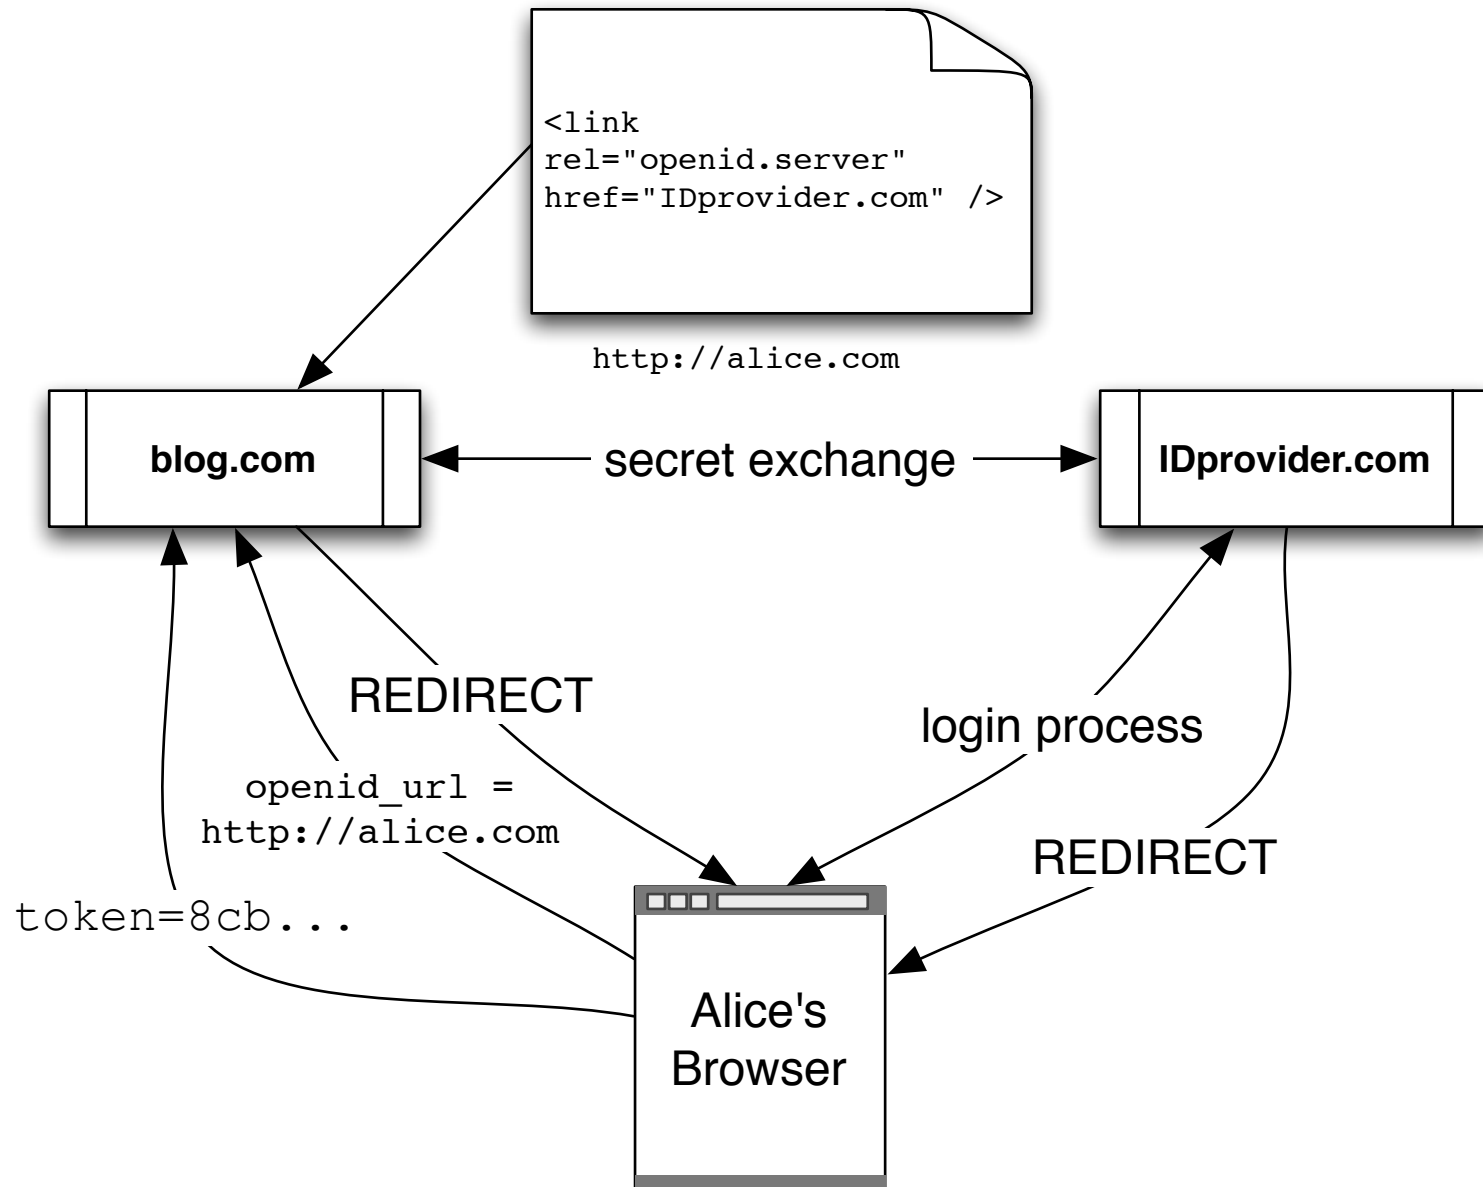 <link
rel="openid.server"
href="IDprovider.com" />
http://alice.com
blog.com
secret exchange
IDprovider.com
REDIRECT
login process
openid_url =
http://alice.com
REDIRECT
token=8cb...
Alice's
Browser